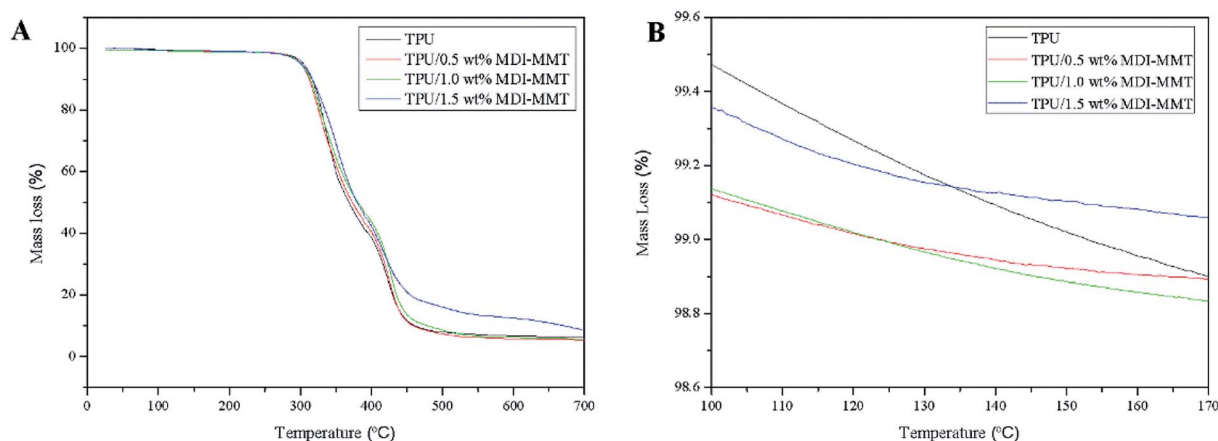 A
TPU
TPU/0.5 wt% MDI-MMT
TPU/1.0 wt% MDI-MMT
TPU/1.5 wt% MDI-MMT
Mass loss (%)
100
80
60
40
20
0
0 100 200 300 400 500 600 700
Temperature (°C)
B
TPU
TPU/0.5 wt% MDI-MMT
TPU/1.0 wt% MDI-MMT
TPU/1.5 wt% MDI-MMT
Mass Loss (%)
99.6
99.4
99.2
99.0
98.8
98.6
100 110 120 130 140 150 160 170
Temperature (°C)